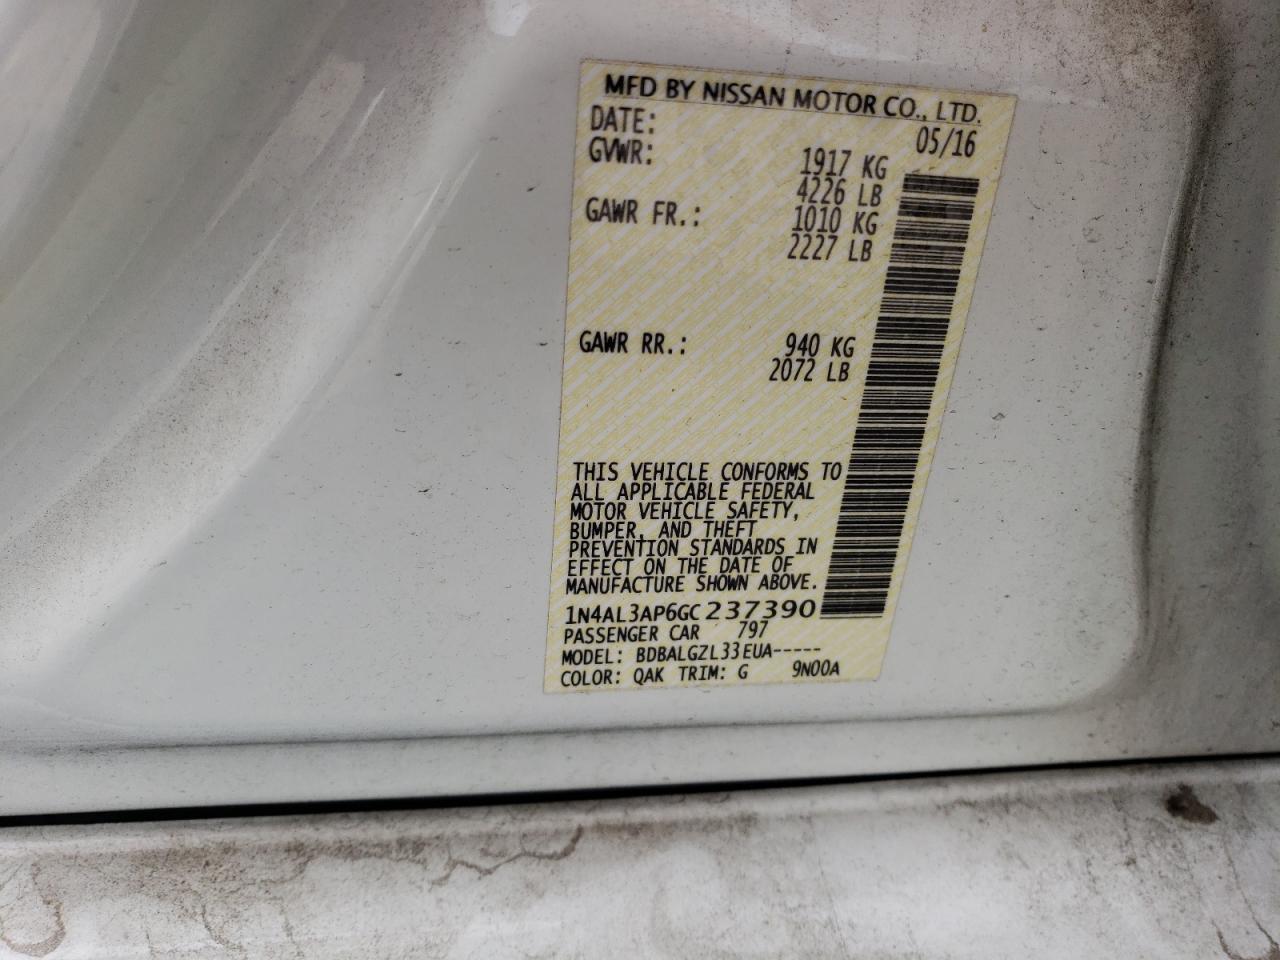 MFD BY NISSAN MOTOR CO., LTD.
DATE: 05/16
GVWR: 1917 KG
4226 LB
GAWR FR.: 1010 KG
2227 LB
GAWR RR.: 940 KG
2072 LB
THIS VEHICLE CONFORMS TO
ALL APPLICABLE FEDERAL
MOTOR VEHICLE SAFETY,
BUMPER, AND THEFT
PREVENTION STANDARDS IN
EFFECT ON THE DATE OF
MANUFACTURE SHOWN ABOVE.
1N4AL3AP6GC237390
PASSENGER CAR 797
MODEL: BDBALGZL33EUA-----
COLOR: QAK TRIM: G 9N00A